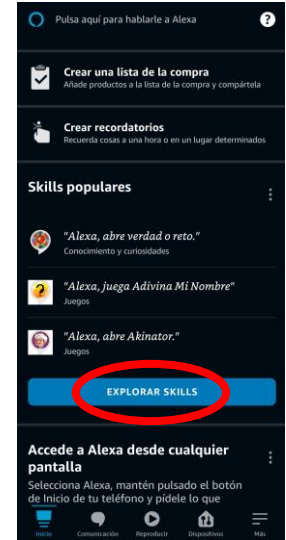 Pulsa aquí para hablarle a Alexa
?
Crear una lista de la compra
Añade productos a la lista de la compra y compártela
Crear recordatorios
Recuerda cosas a una hora o en un lugar determinados
Skills populares
"Alexa, abre verdad o reto."
Conocimiento y curiosidades
"Alexa, juega Adivina Mi Nombre"
Juegos
"Alexa, abre Akinator."
Juegos
EXPLORAR SKILLS
Accede a Alexa desde cualquier
pantalla
Selecciona Alexa, mantén pulsado el botón
de Inicio de tu teléfono y pídele lo que
Inicio Comunicación Reproducir Dispositivos Más